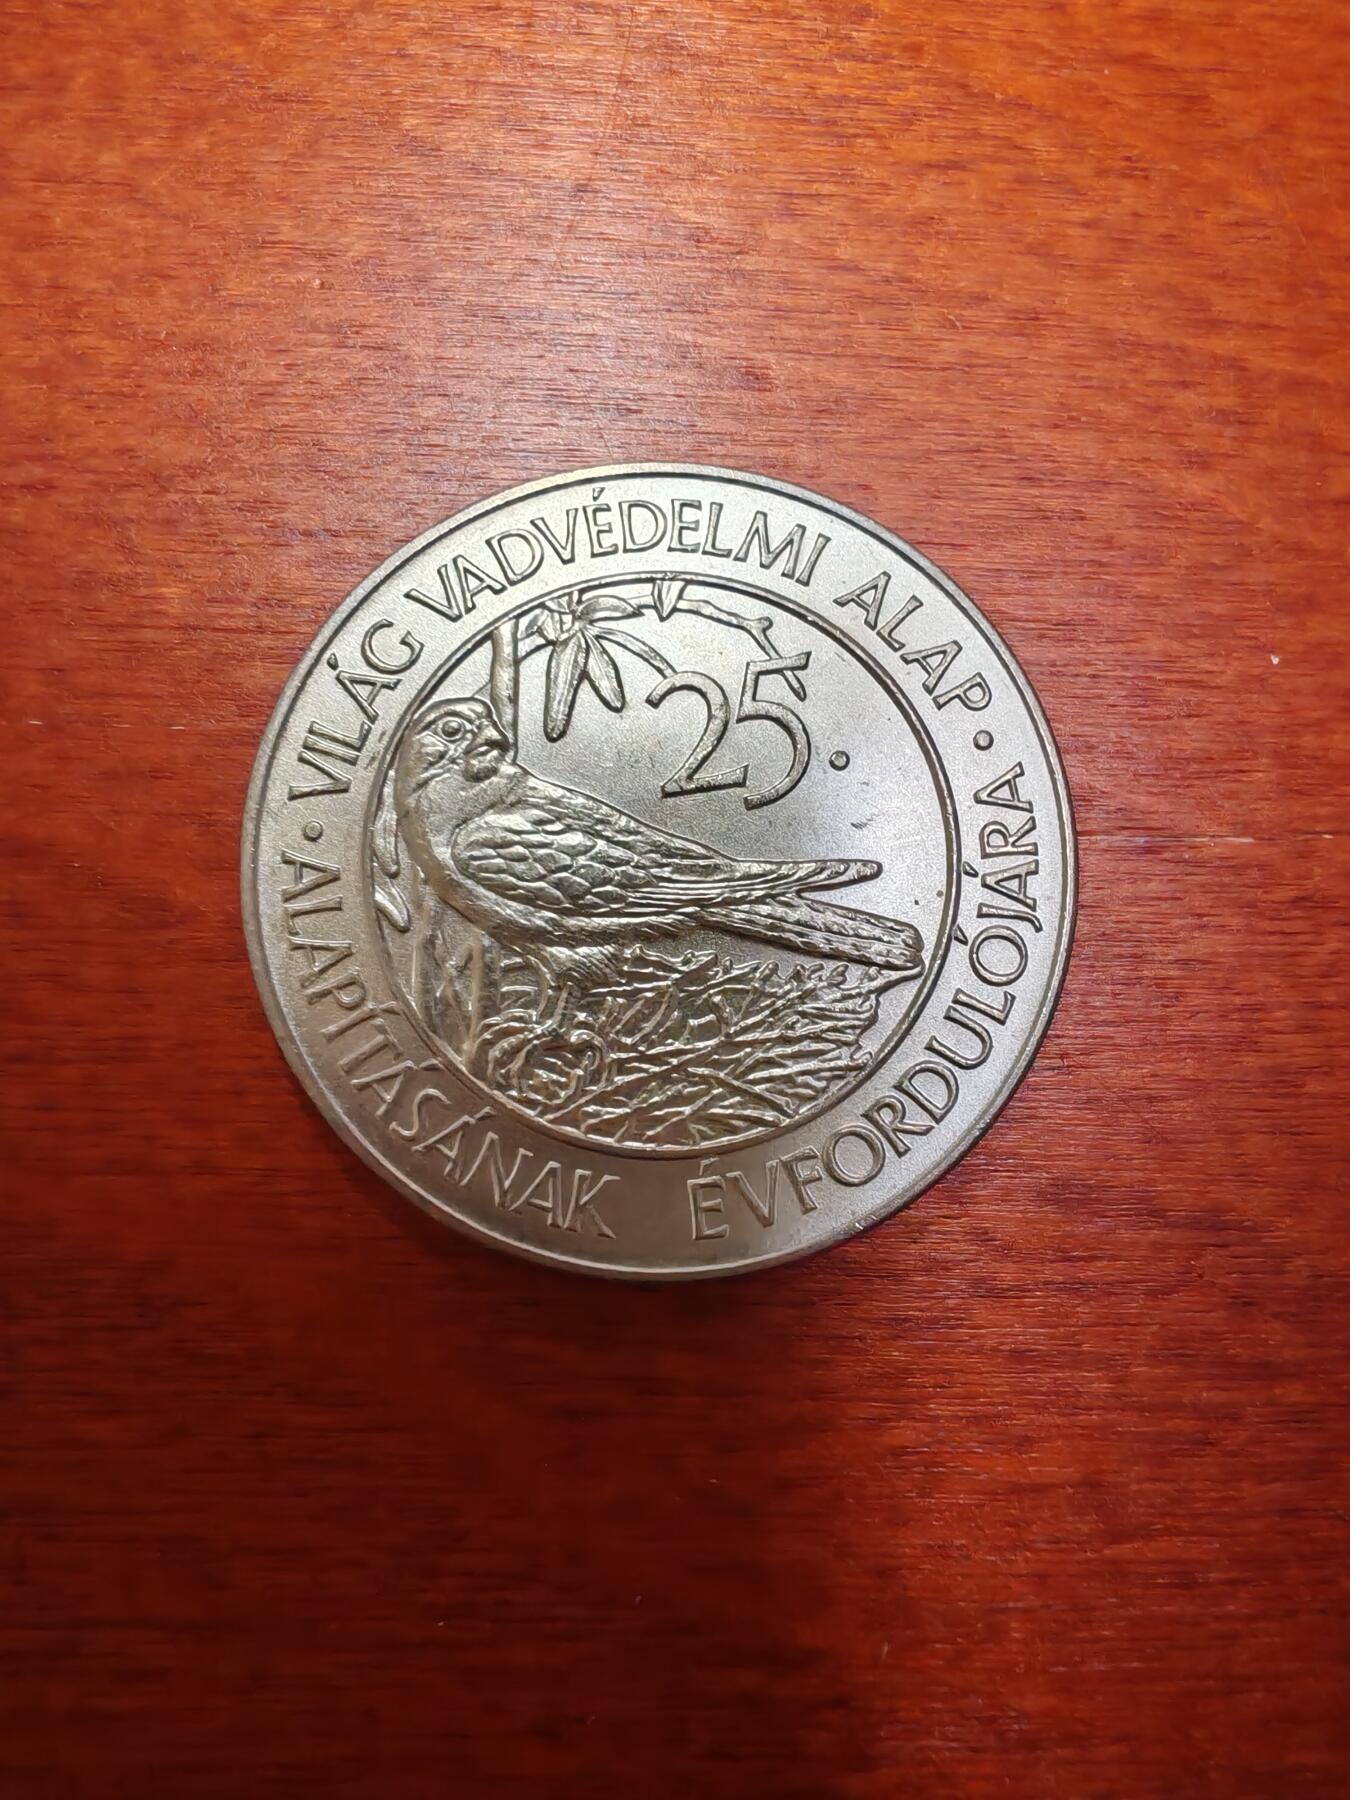 · VILÁG VADVÉDELMI ALAP ·
ALAPÍTÁSÁNAK ÉVFORDULÓJÁRA
25.